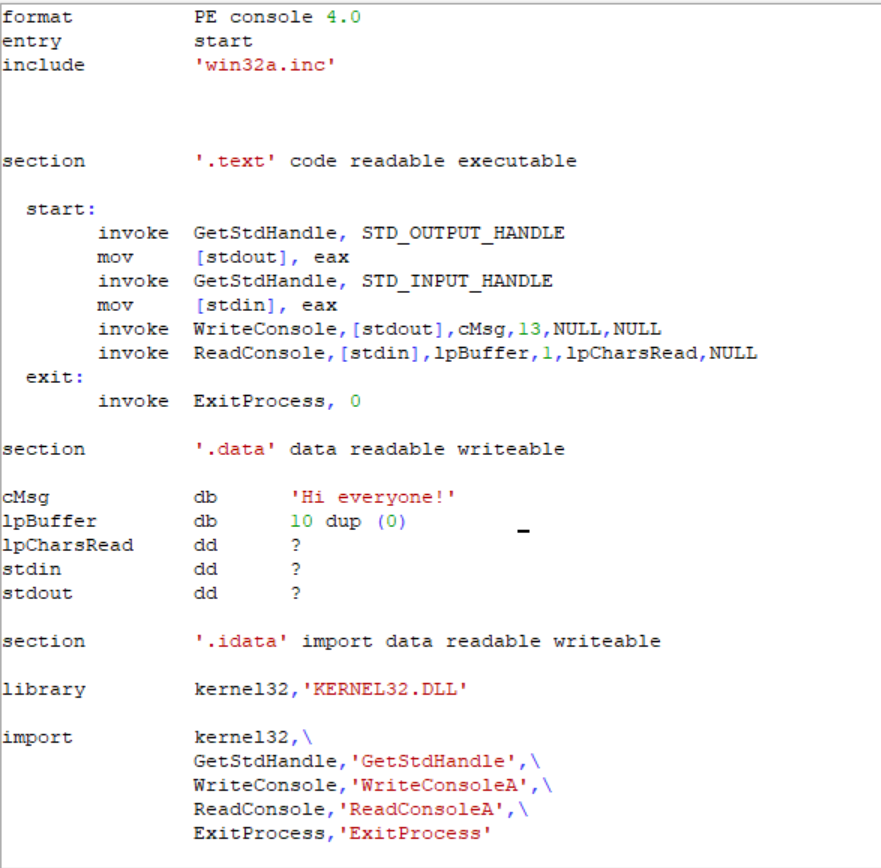 format PE console 4.0
entry start
include 'win32a.inc'
section '.text' code readable executable
start:
invoke GetStdHandle, STD_OUTPUT_HANDLE
mov [stdout], eax
invoke GetStdHandle, STD_INPUT_HANDLE
mov [stdin], eax
invoke WriteConsole,[stdout],cMsg,13,NULL,NULL
invoke ReadConsole,[stdin],lpBuffer,1,lpCharsRead,NULL
exit:
invoke ExitProcess, 0
section '.data' data readable writeable
cMsg db 'Hi everyone!'
lpBuffer db 10 dup (0)
lpCharsRead dd ?
stdin dd ?
stdout dd ?
section '.idata' import data readable writeable
library kernel32,'KERNEL32.DLL'
import kernel32,\
GetStdHandle,'GetStdHandle',\
WriteConsole,'WriteConsoleA',\
ReadConsole,'ReadConsoleA',\
ExitProcess,'ExitProcess'